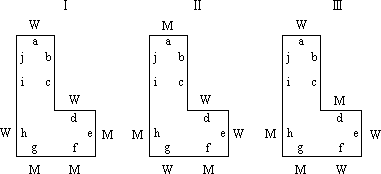 I II III
W M W
a a a
j b j b j b
i c i c i c
W W M
d d d
W h e M M h e W M h e W
g f g f g f
M M W M M W